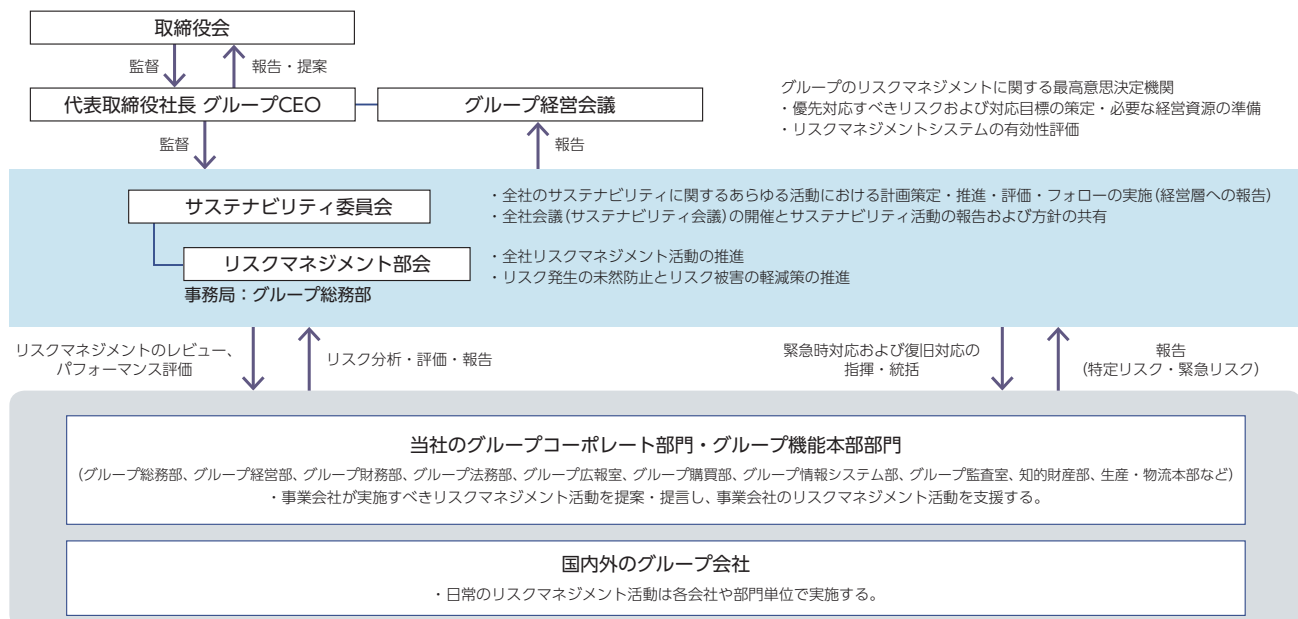 取締役会
監督
報告・提案
代表取締役社長 グループCEO
グループ経営会議
グループのリスクマネジメントに関する最高意思決定機関
・優先対応すべきリスクおよび対応目標の策定・必要な経営資源の準備
・リスクマネジメントシステムの有効性評価
監督
報告
サステナビリティ委員会
・全社のサステナビリティに関するあらゆる活動における計画策定・推進・評価・フォローの実施(経営層への報告)
・全社会議(サステナビリティ会議)の開催とサステナビリティ活動の報告および方針の共有
リスクマネジメント部会
・全社リスクマネジメント活動の推進
・リスク発生の未然防止とリスク被害の軽減策の推進
事務局：グループ総務部
リスクマネジメントのレビュー、
パフォーマンス評価
リスク分析・評価・報告
緊急時対応および復旧対応の
指揮・統括
報告
(特定リスク・緊急リスク)
当社のグループコーポレート部門・グループ機能本部部門
(グループ総務部、グループ経営部、グループ財務部、グループ法務部、グループ広報室、グループ購買部、グループ情報システム部、グループ監査室、知的財産部、生産・物流本部など)
・事業会社が実施すべきリスクマネジメント活動を提案・提言し、事業会社のリスクマネジメント活動を支援する。
国内外のグループ会社
・日常のリスクマネジメント活動は各会社や部門単位で実施する。